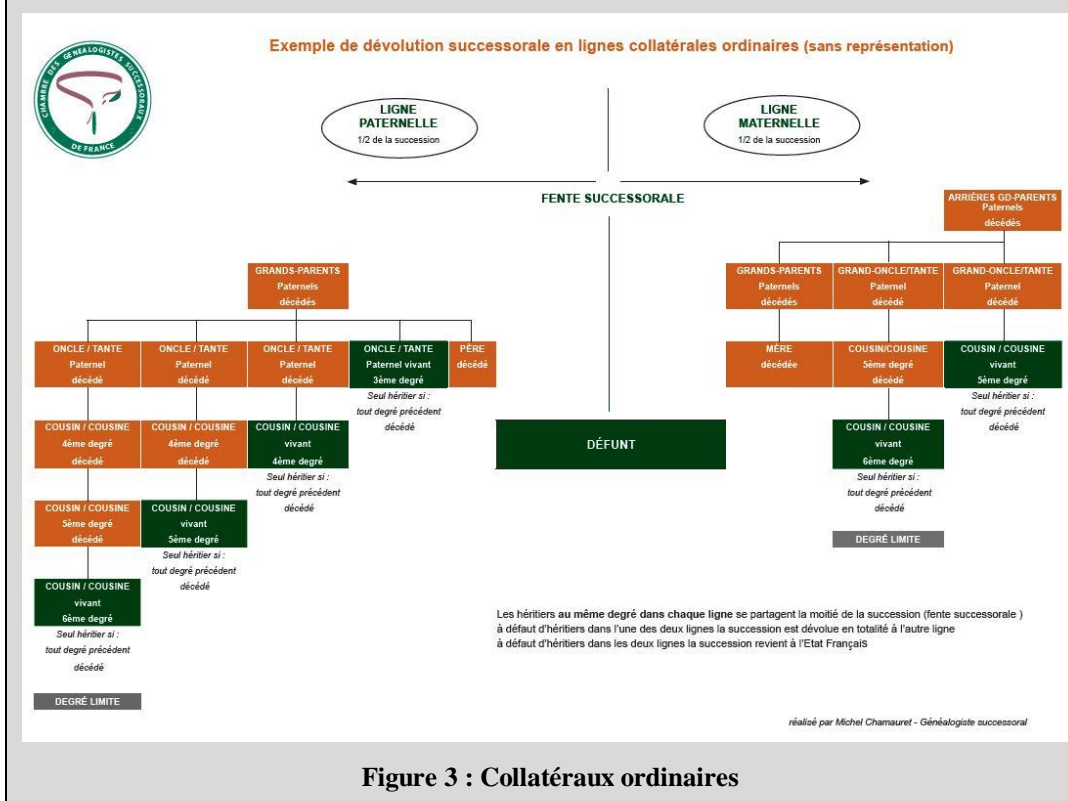 Exemple de dévolution successorale en lignes collatérales ordinaires (sans représentation)
CHAMBRE DES GENEALOGISTES SUCCESSORAUX
DE FRANCE
LIGNE
PATERNELLE
1/2 de la succession
LIGNE
MATERNELLE
1/2 de la succession
FENTE SUCCESSORALE
GRANDS-PARENTS
Paternels
décédés
ONCLE / TANTE
Paternel
décédé
ONCLE / TANTE
Paternel
décédé
ONCLE / TANTE
Paternel
décédé
ONCLE / TANTE
Paternel vivant
3ème degré
Seul héritier si :
tout degré précédent
décédé
PÈRE
décédé
COUSIN / COUSINE
4ème degré
décédé
COUSIN / COUSINE
4ème degré
décédé
COUSIN / COUSINE
vivant
4ème degré
Seul héritier si :
tout degré précédent
décédé
COUSIN / COUSINE
5ème degré
décédé
COUSIN / COUSINE
vivant
5ème degré
Seul héritier si :
tout degré précédent
décédé
COUSIN / COUSINE
vivant
6ème degré
Seul héritier si :
tout degré précédent
décédé
DEGRÉ LIMITE
DÉFUNT
ARRIÈRES GD-PARENTS
Paternels
décédés
GRANDS-PARENTS
Paternels
décédés
GRAND-ONCLE/TANTE
Paternel
décédé
GRAND-ONCLE/TANTE
Paternel
décédé
MÈRE
décédée
COUSIN/COUSINE
5ème degré
décédé
COUSIN / COUSINE
vivant
5ème degré
Seul héritier si :
tout degré précédent
décédé
COUSIN / COUSINE
vivant
6ème degré
Seul héritier si :
tout degré précédent
décédé
DEGRÉ LIMITE
Les héritiers au même degré dans chaque ligne se partagent la moitié de la succession (fente successorale )
à défaut d'héritiers dans l'une des deux lignes la succession est dévolue en totalité à l'autre ligne
à défaut d'héritiers dans les deux lignes la succession revient à l'Etat Français
réalisé par Michel Chamauret - Généalogiste successoral
Figure 3 : Collatéraux ordinaires